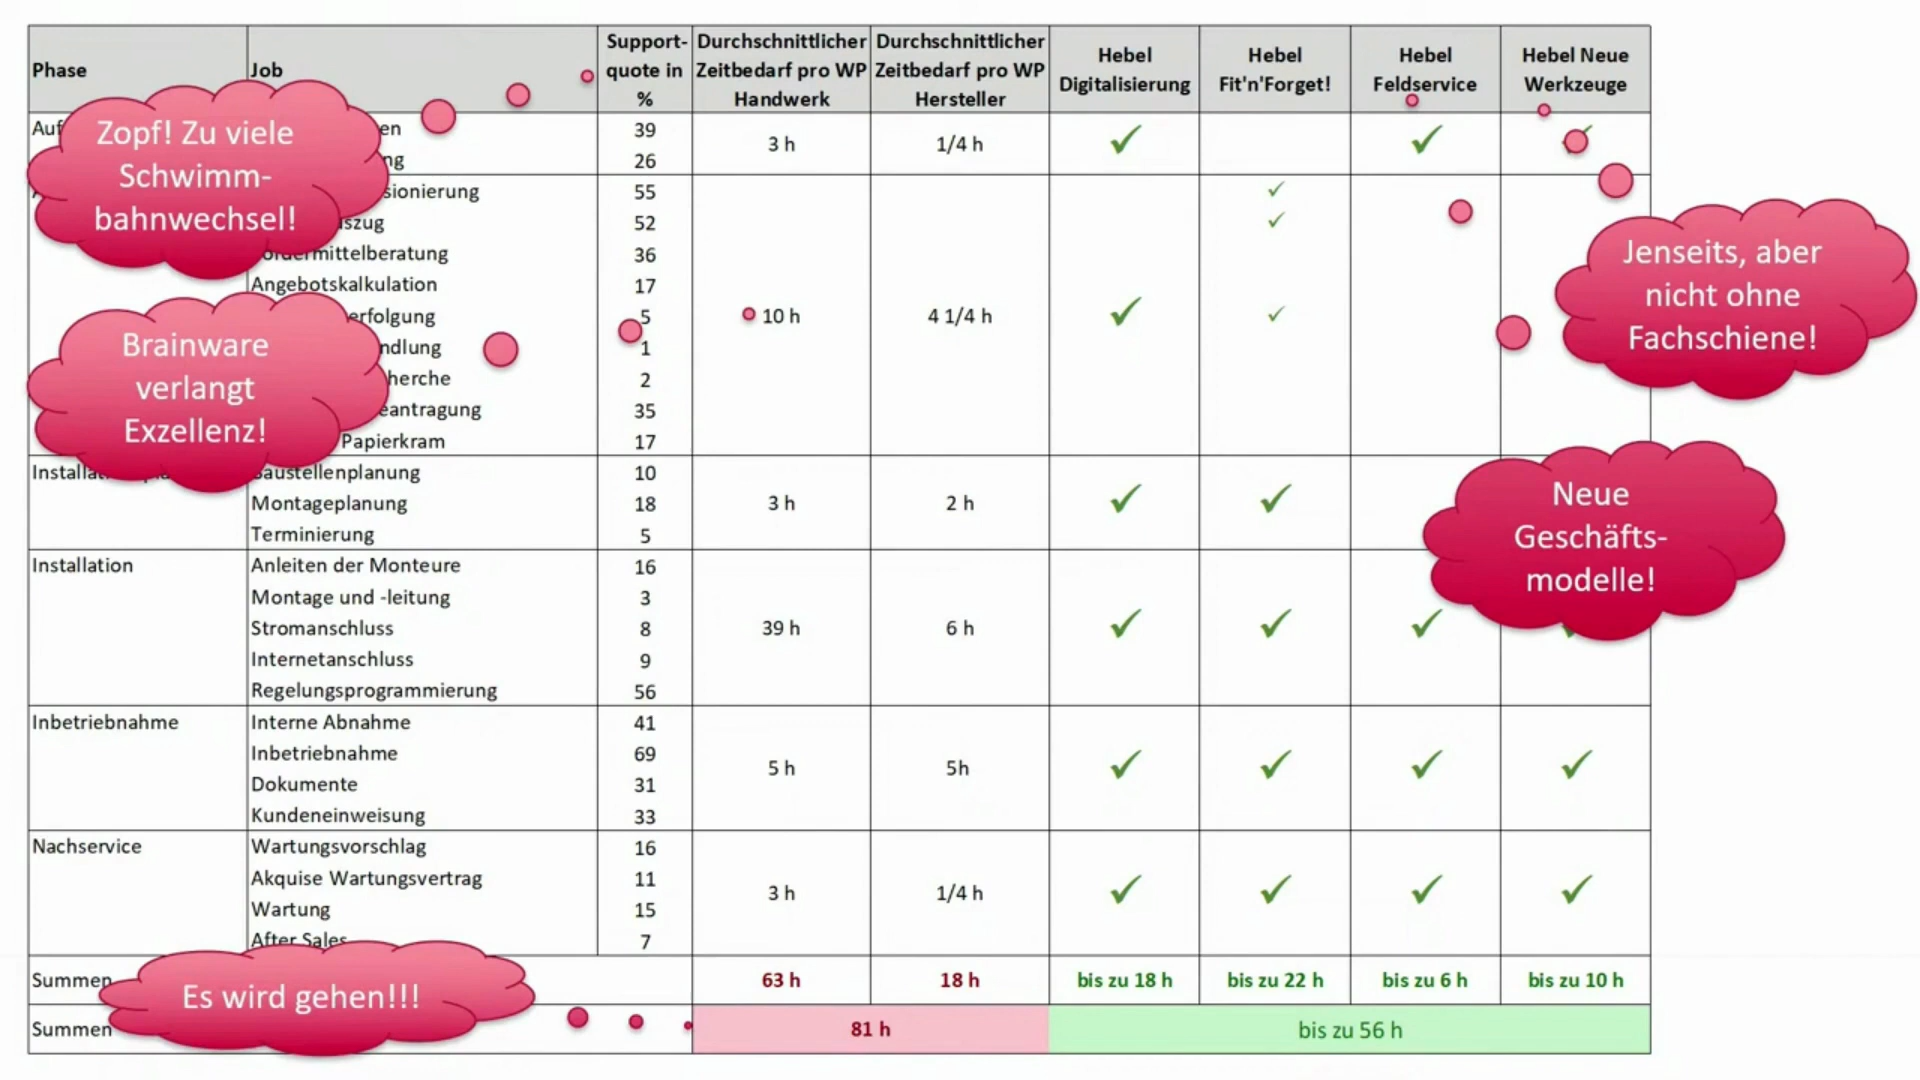 Phase Job Support-quote in % Durchschnittlicher Zeitbedarf pro WP Handwerk Durchschnittlicher Zeitbedarf pro WP Hersteller Hebel Digitalisierung Hebel Fit'n'Forget! Hebel Feldservice Hebel Neue Werkzeuge
39 3 h 1/4 h ✓ ✓
26
Zopf! Zu viele
Schwimm-
bahnwechsel!
55 ✓
52 ✓
36
Angebotskalkulation 17
5 10 h 4 1/4 h ✓ ✓
1
2
35
Papierkram 17
Brainware
verlangt
Exzellenz!
Jenseits, aber
nicht ohne
Fachschiene!
Baustellenplanung 10
Montageplanung 18 3 h 2 h ✓ ✓
Terminierung 5
Neue
Geschäfts-
modelle!
Installation Anleiten der Monteure 16
Montage und -leitung 3
Stromanschluss 8 39 h 6 h ✓ ✓ ✓
Internetanschluss 9
Regelungsprogrammierung 56
Inbetriebnahme Interne Abnahme 41
Inbetriebnahme 69 5 h 5h ✓ ✓ ✓ ✓
Dokumente 31
Kundeneinweisung 33
Nachservice Wartungsvorschlag 16
Akquise Wartungsvertrag 11 3 h 1/4 h ✓ ✓ ✓ ✓
Wartung 15
After Sales 7
Summen 63 h 18 h bis zu 18 h bis zu 22 h bis zu 6 h bis zu 10 h
Es wird gehen!!!
Summen 81 h bis zu 56 h